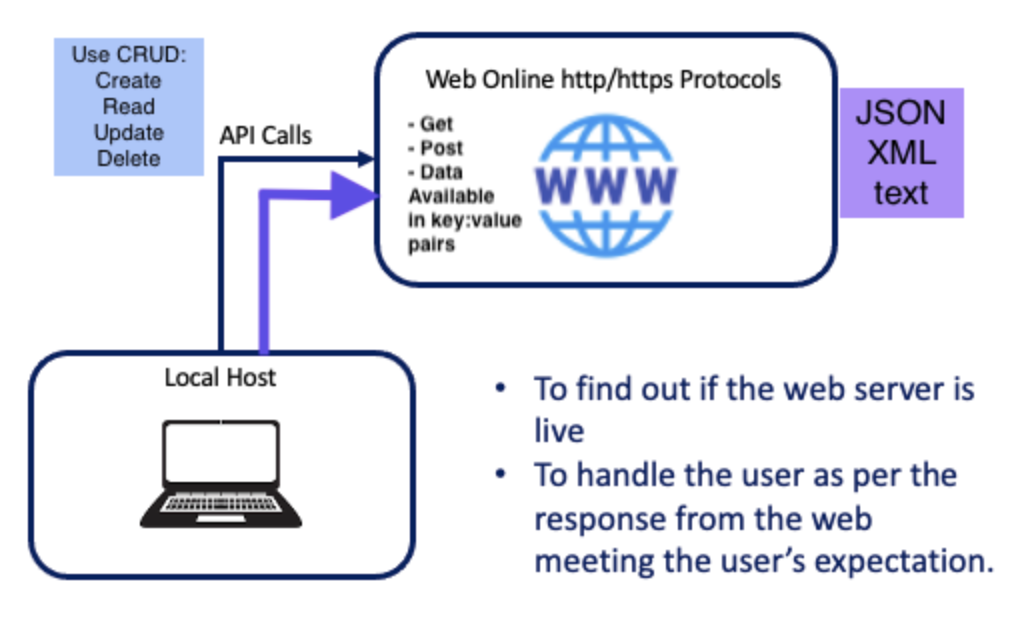 Use CRUD:
Create
Read
Update
Delete
API Calls
Web Online http/https Protocols
- Get
- Post
- Data
Available
in key:value
pairs
WWW
JSON
XML
text
Local Host
• To find out if the web server is
live
• To handle the user as per the
response from the web
meeting the user's expectation.